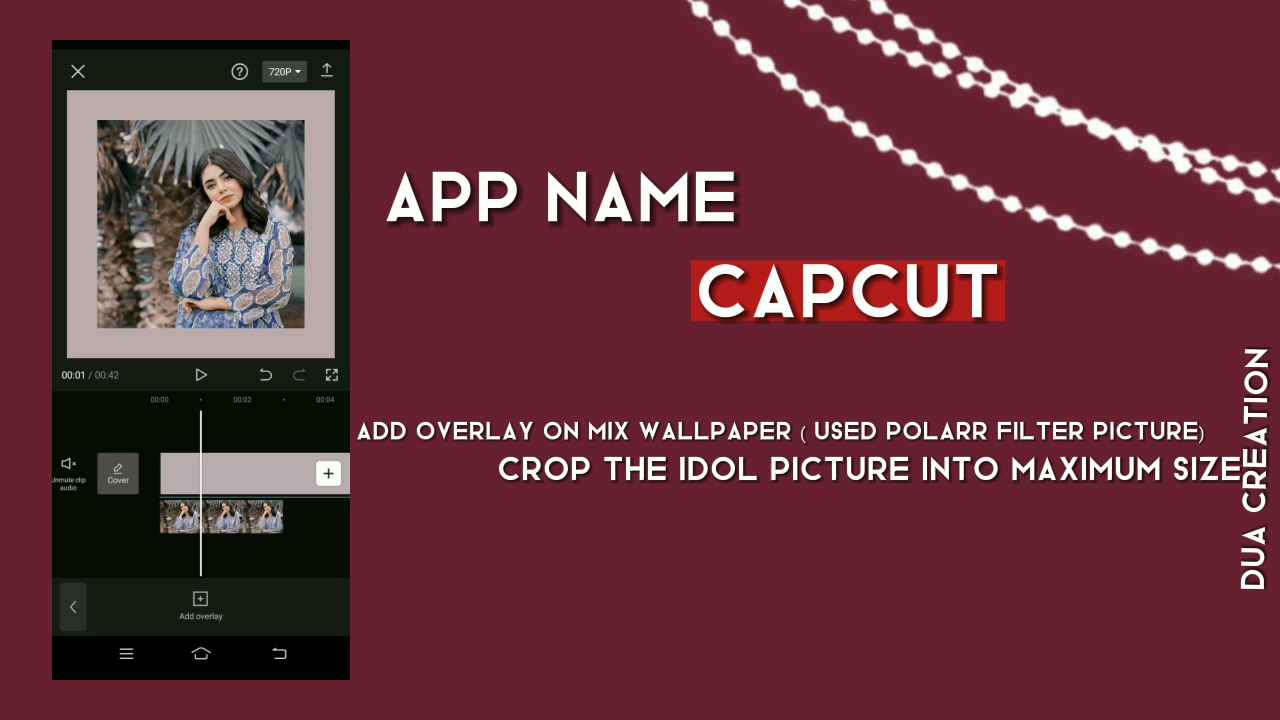 720P
APP NAME
CAPCUT
00:01 / 00:42
00:00
00:02
00:04
ADD OVERLAY ON MIX WALLPAPER ( USED POLARR FILTER PICTURE)
CROP THE IDOL PICTURE INTO MAXIMUM SIZE
Unmute clip
audio
Cover
Add overlay
DUA CREATION